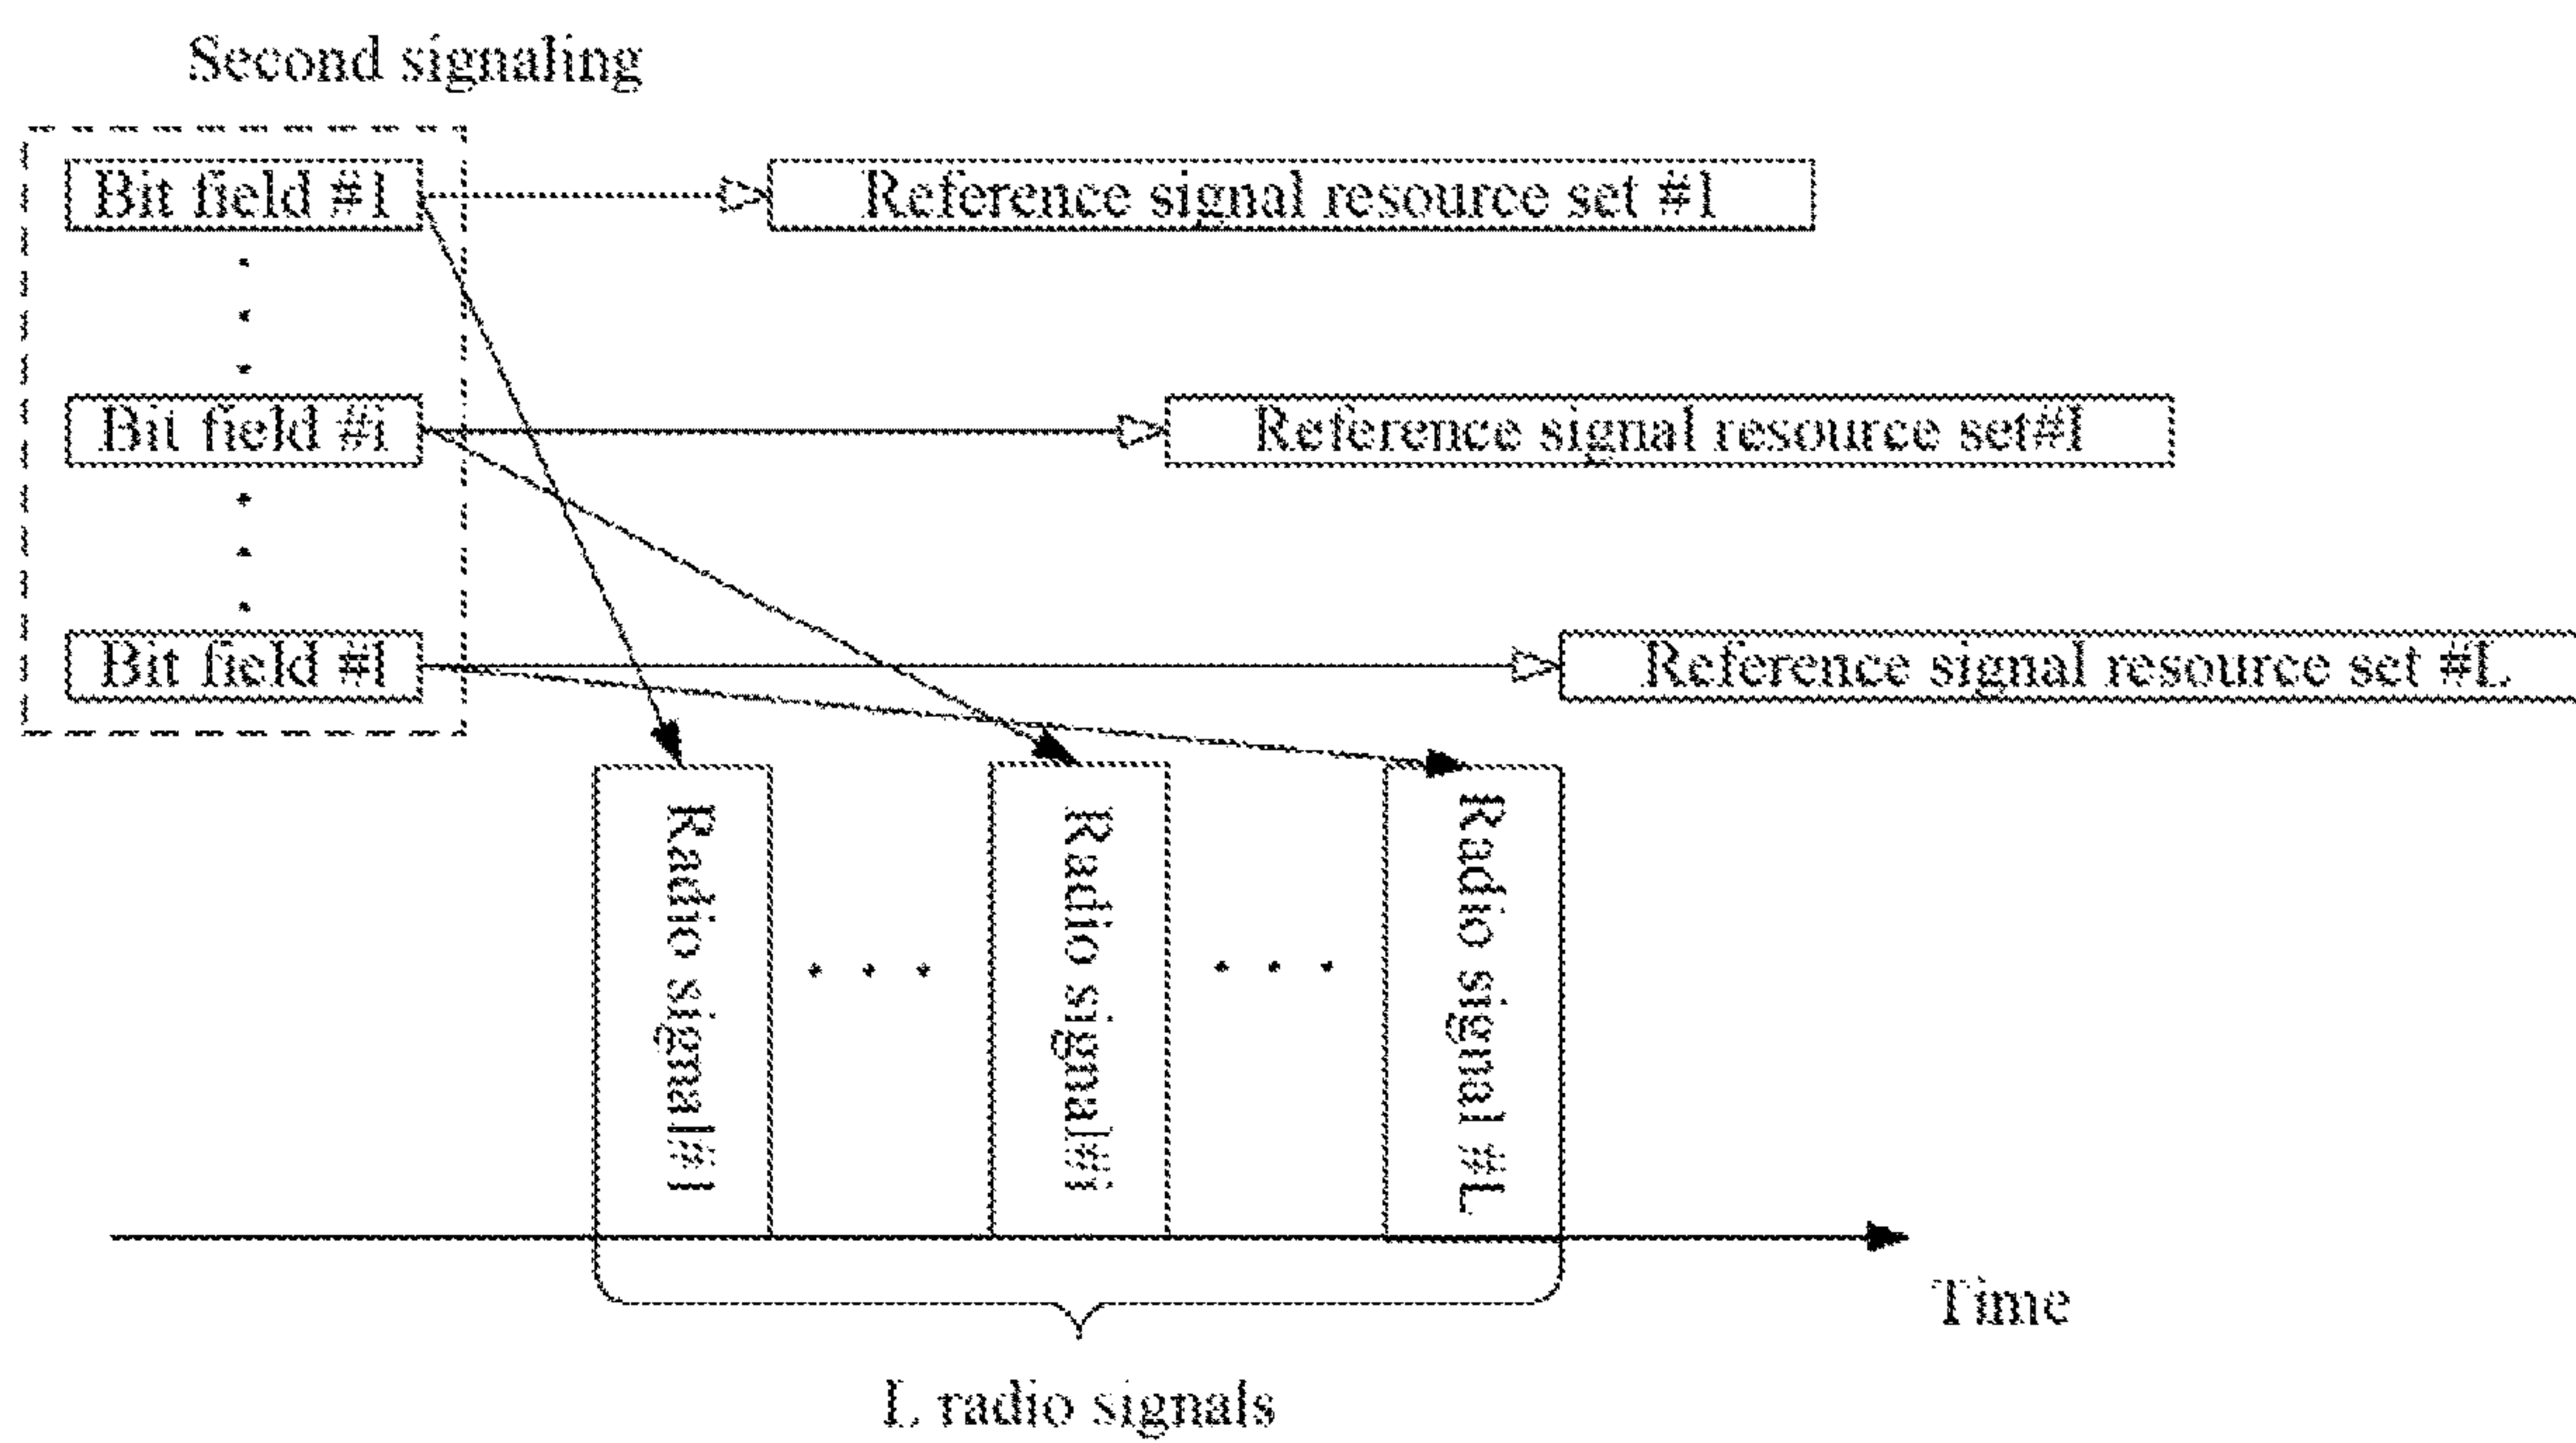 Second signaling
Bit field #1
Reference signal resource set #1
Bit field #i
Reference signal resource set#I
Bit field #l
Reference signal resource set #L
Radio signal#1
Radio signal#i
Radio signal #L
Time
L radio signals